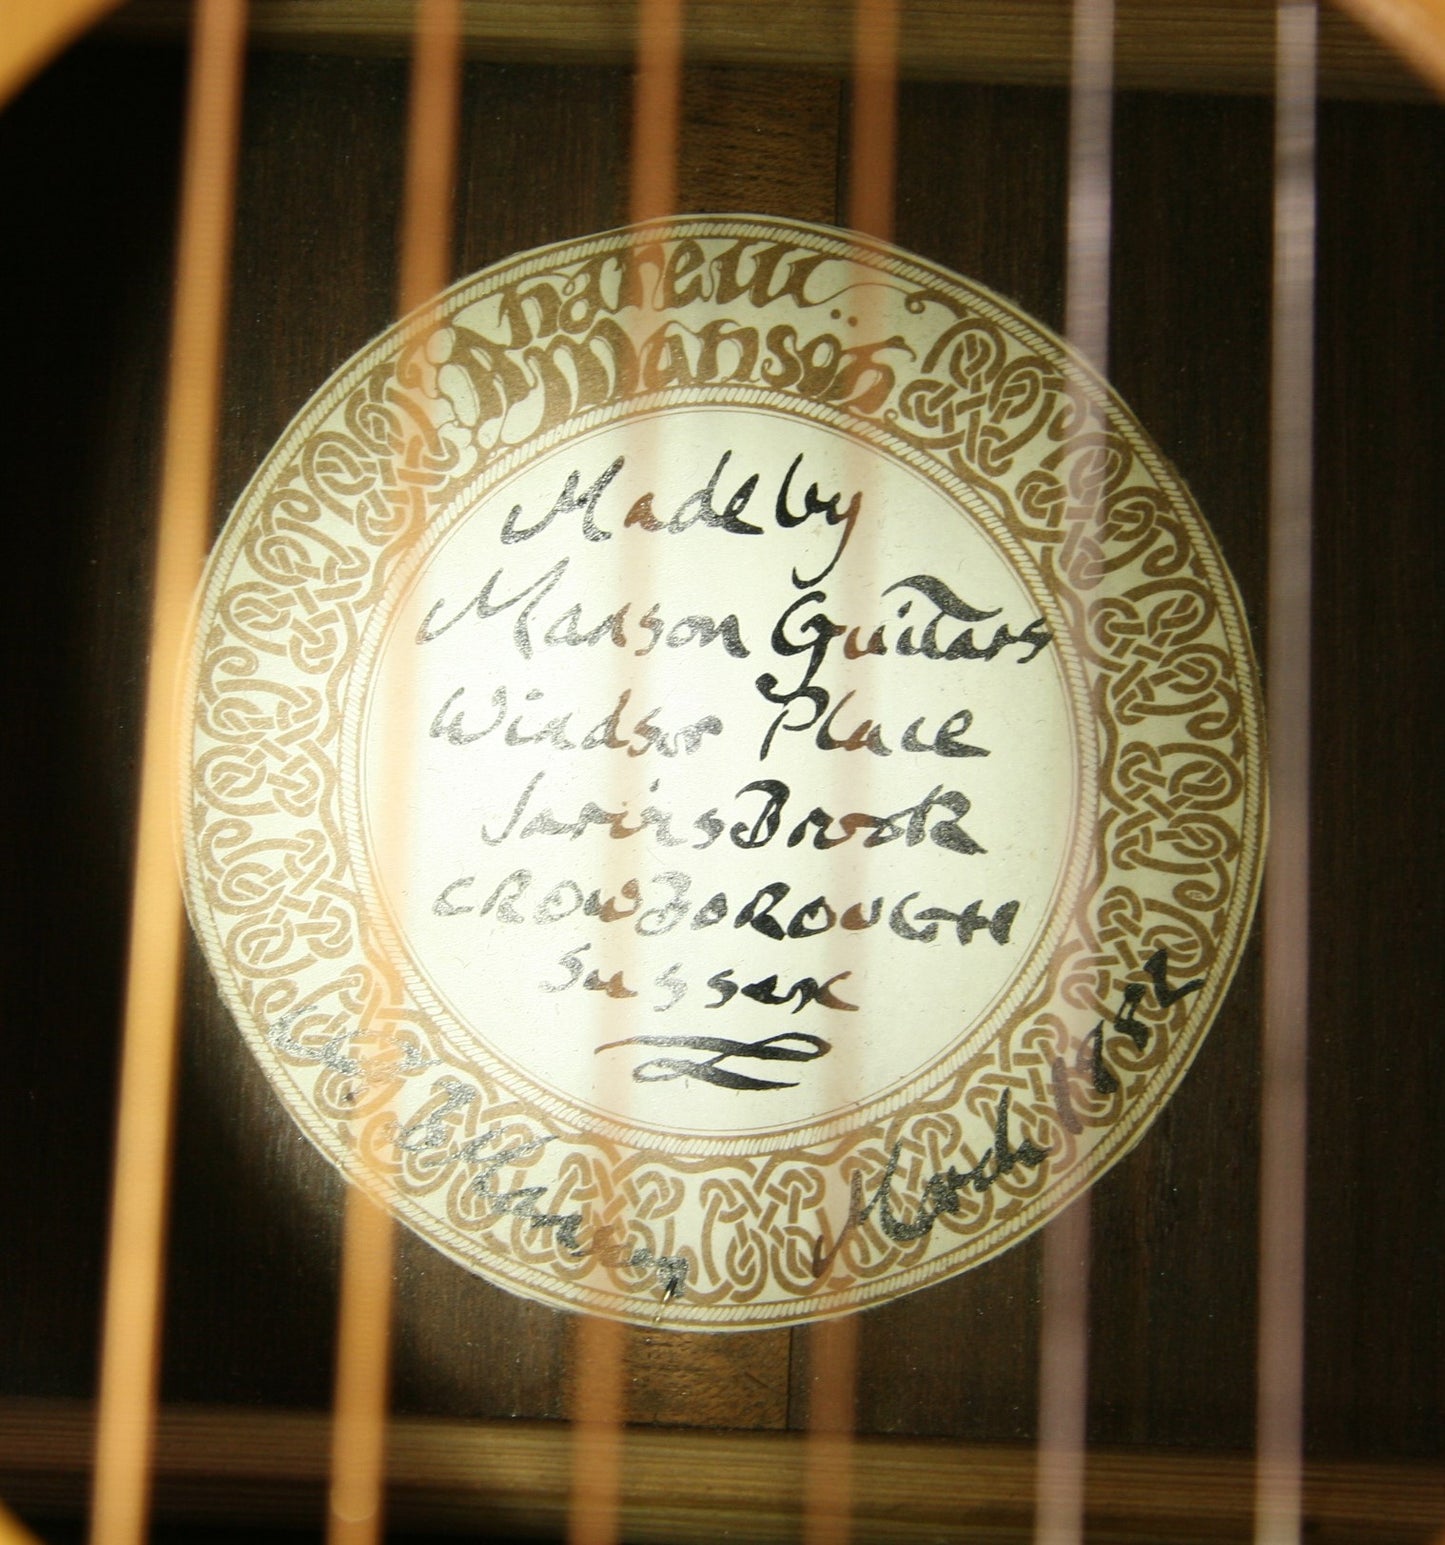 Andrew
Manson
Made by
Manson Guitars
Windsor Place
Jarvis Brook
CROWBOROUGH
Sussex
March 1982